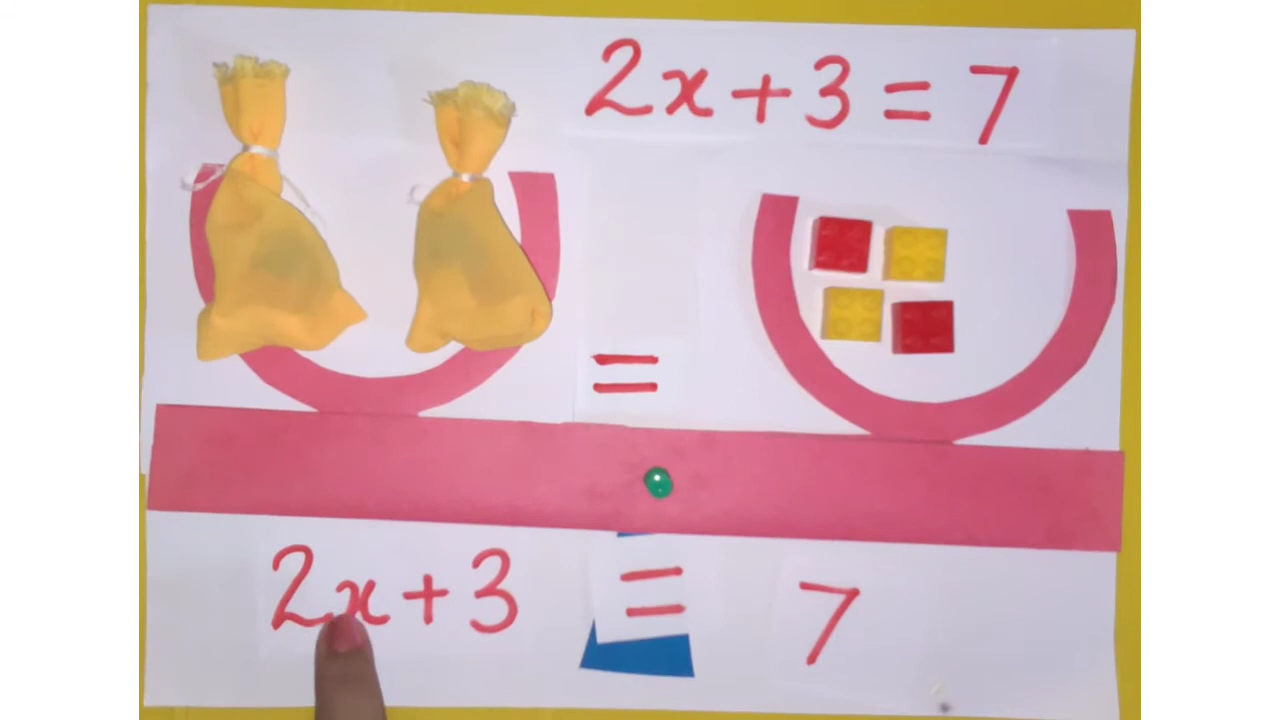 2x+3=7
=
2x+3 = 7